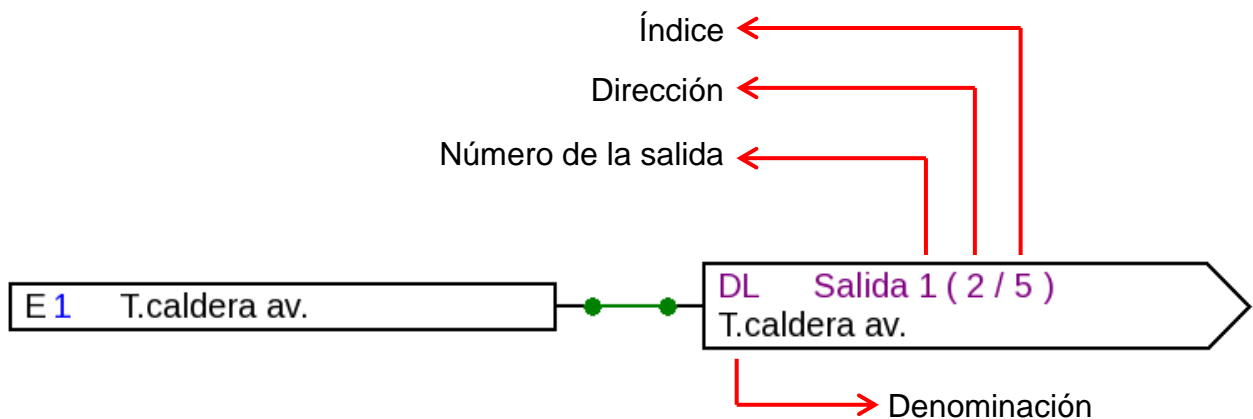 Índice
Dirección
Número de la salida
E 1 T.caldera av.
DL Salida 1 ( 2 / 5 )
T.caldera av.
Denominación